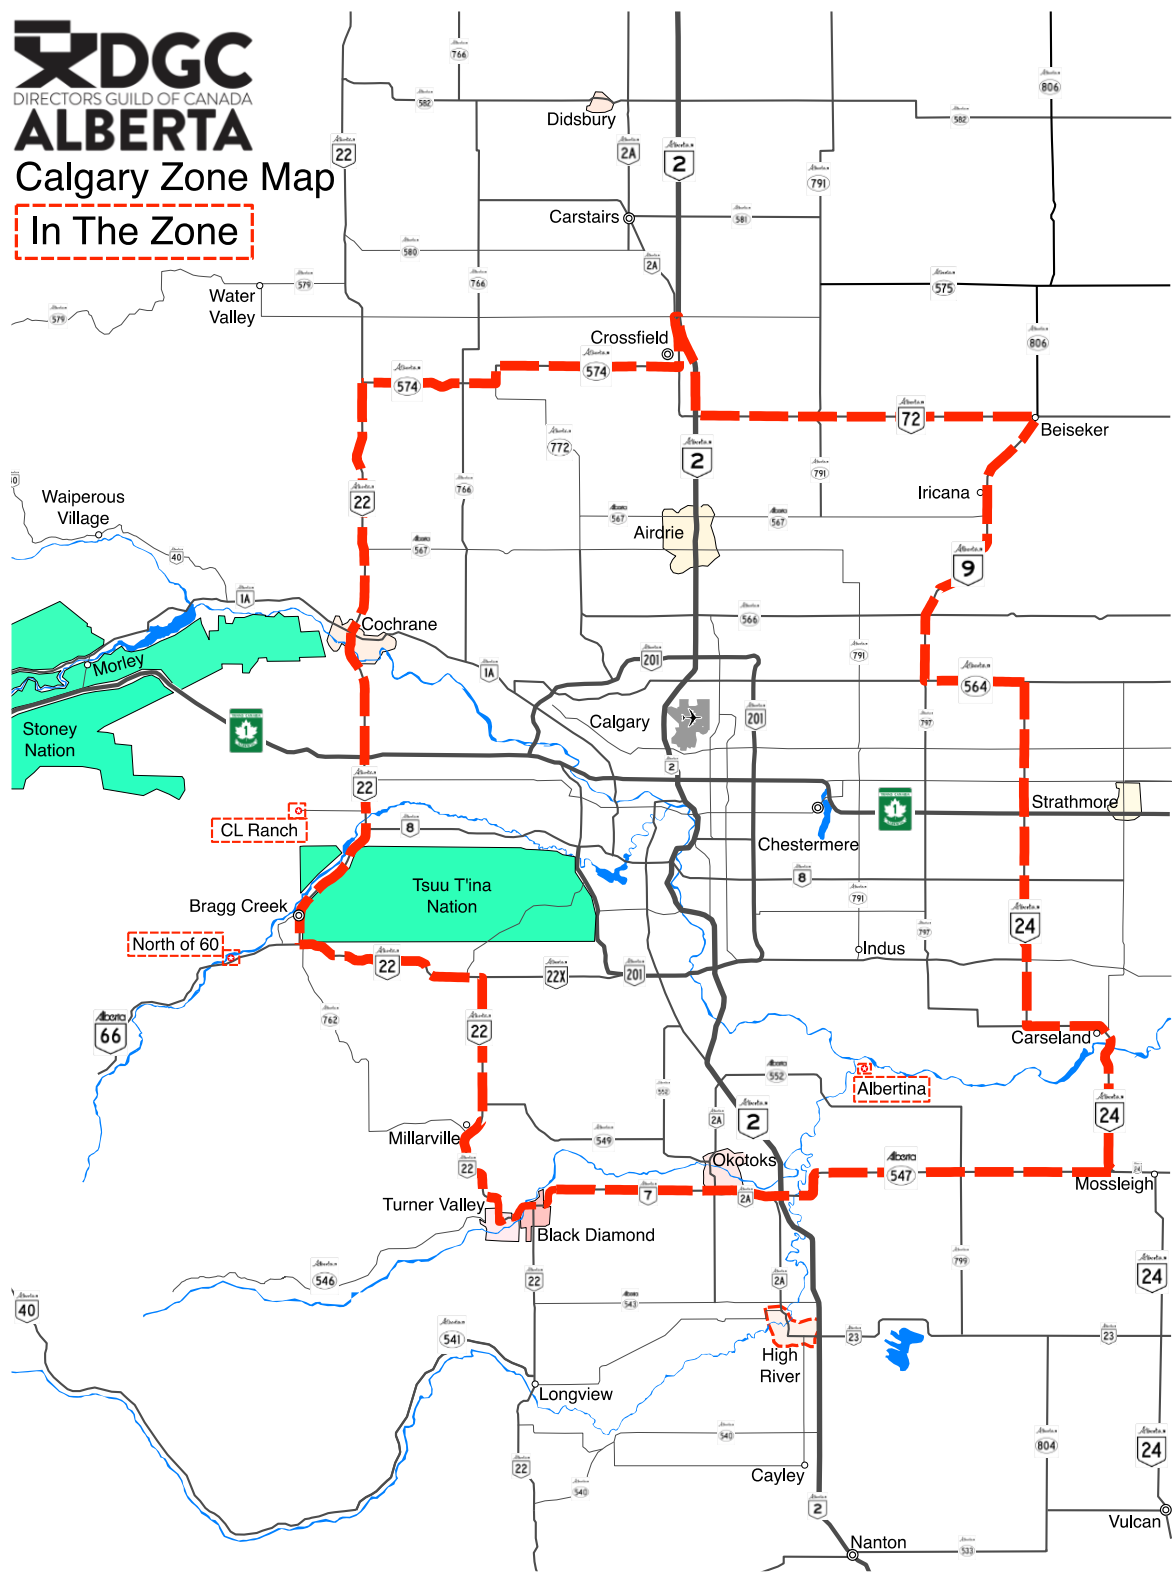 DGC
DIRECTORS GUILD OF CANADA
ALBERTA
Calgary Zone Map
In The Zone
766
806
582
Didsbury
582
22
2A
2
791
Carstairs
581
580
2A
579
766
575
Water
Valley
579
Crossfield
806
574
574
72
Beiseker
772
2
791
766
Iricana
22
Waiperous
Village
Airdrie
567
567
567
40
9
1A
566
Cochrane
791
Morley
201
1A
564
Calgary
201
797
Stoney
Nation
1
2
22
Strathmore
1
CL Ranch
8
Chestermere
8
Tsuu T'ina
Nation
791
Bragg Creek
24
797
North of 60
Indus
22
22X
201
762
66
22
Carseland
552
Albertina
552
2A
2
24
Millarville
549
22
Okotoks
547
24
Mossleigh
7
2A
Turner Valley
Black Diamond
799
546
22
2A
24
543
40
541
23
23
High
River
Longview
540
804
24
22
Cayley
540
2
Vulcan
Nanton
533